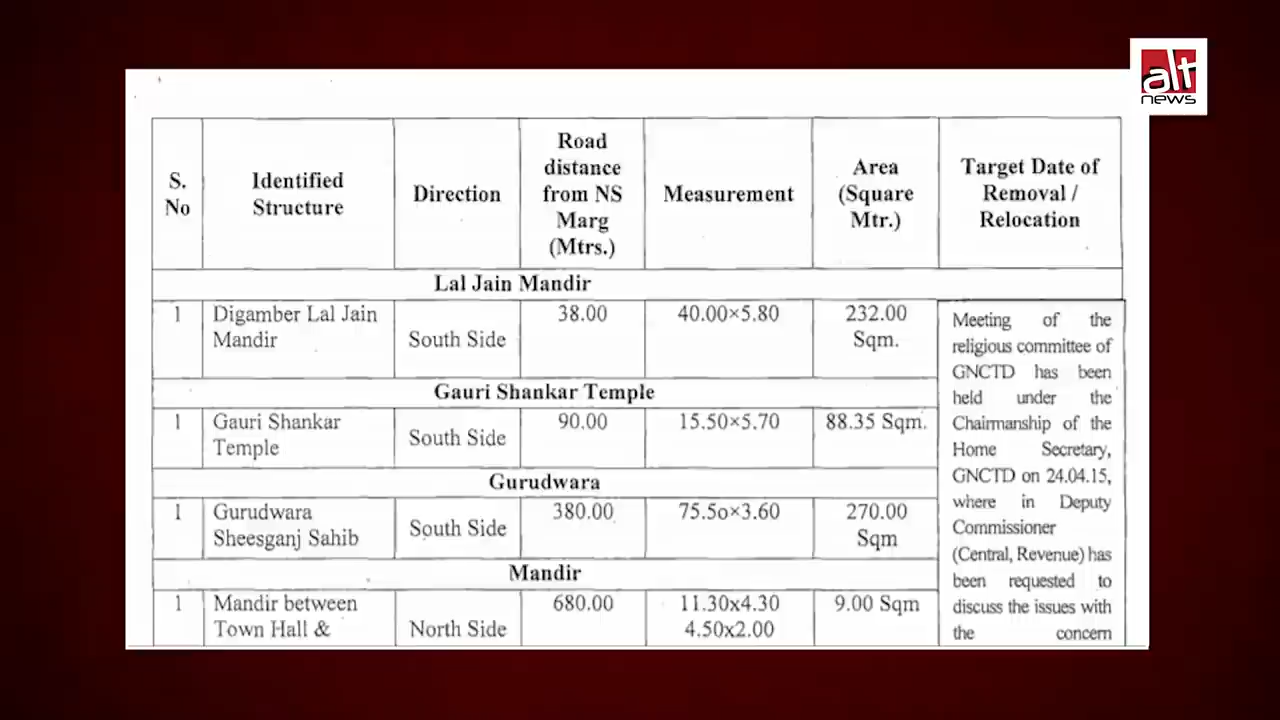 alt
news
S. No | Identified Structure | Direction | Road distance from NS Marg (Mtrs.) | Measurement | Area (Square Mtr.) | Target Date of Removal / Relocation
Lal Jain Mandir
1 | Digamber Lal Jain Mandir | South Side | 38.00 | 40.00×5.80 | 232.00 Sqm.
Gauri Shankar Temple
1 | Gauri Shankar Temple | South Side | 90.00 | 15.50×5.70 | 88.35 Sqm.
Gurudwara
1 | Gurudwara Sheesganj Sahib | South Side | 380.00 | 75.5o×3.60 | 270.00 Sqm
Mandir
1 | Mandir between Town Hall & | North Side | 680.00 | 11.30x4.30 4.50x2.00 | 9.00 Sqm
Meeting of the
religious committee of
GNCTD has been
held under the
Chairmanship of the
Home Secretary,
GNCTD on 24.04.15,
where in Deputy
Commissioner
(Central, Revenue) has
been requested to
discuss the issues with
the concern